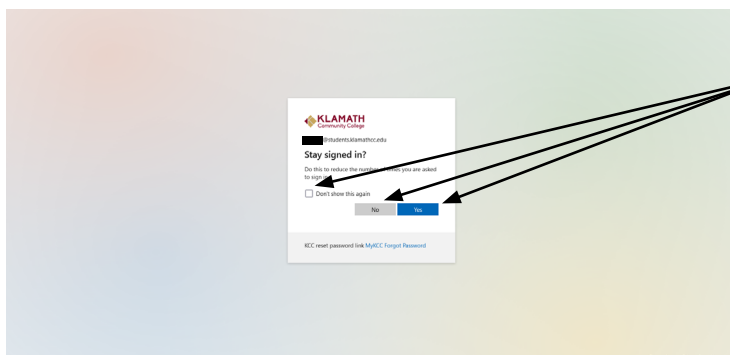 KLAMATH
Community College
@students.klamathcc.edu
Stay signed in?
Do this to reduce the number of times you are asked
to sign in.
Don't show this again
No Yes
KCC reset password link MyKCC Forgot Password